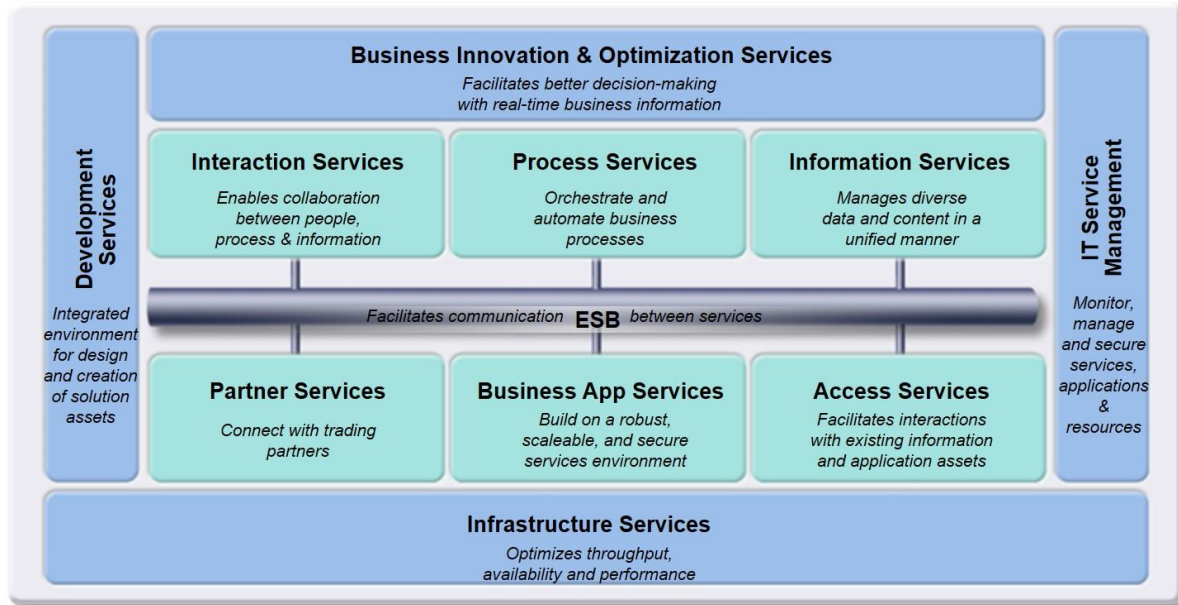 Business Innovation & Optimization Services
Facilitates better decision-making
with real-time business information
Development
Services
Integrated
environment
for design
and creation
of solution
assets
Interaction Services
Enables collaboration
between people,
process & information
Process Services
Orchestrate and
automate business
processes
Information Services
Manages diverse
data and content in a
unified manner
IT Service
Management
Monitor,
manage
and secure
services,
applications
&
resources
Facilitates communication ESB between services
Partner Services
Connect with trading
partners
Business App Services
Build on a robust,
scaleable, and secure
services environment
Access Services
Facilitates interactions
with existing information
and application assets
Infrastructure Services
Optimizes throughput,
availability and performance